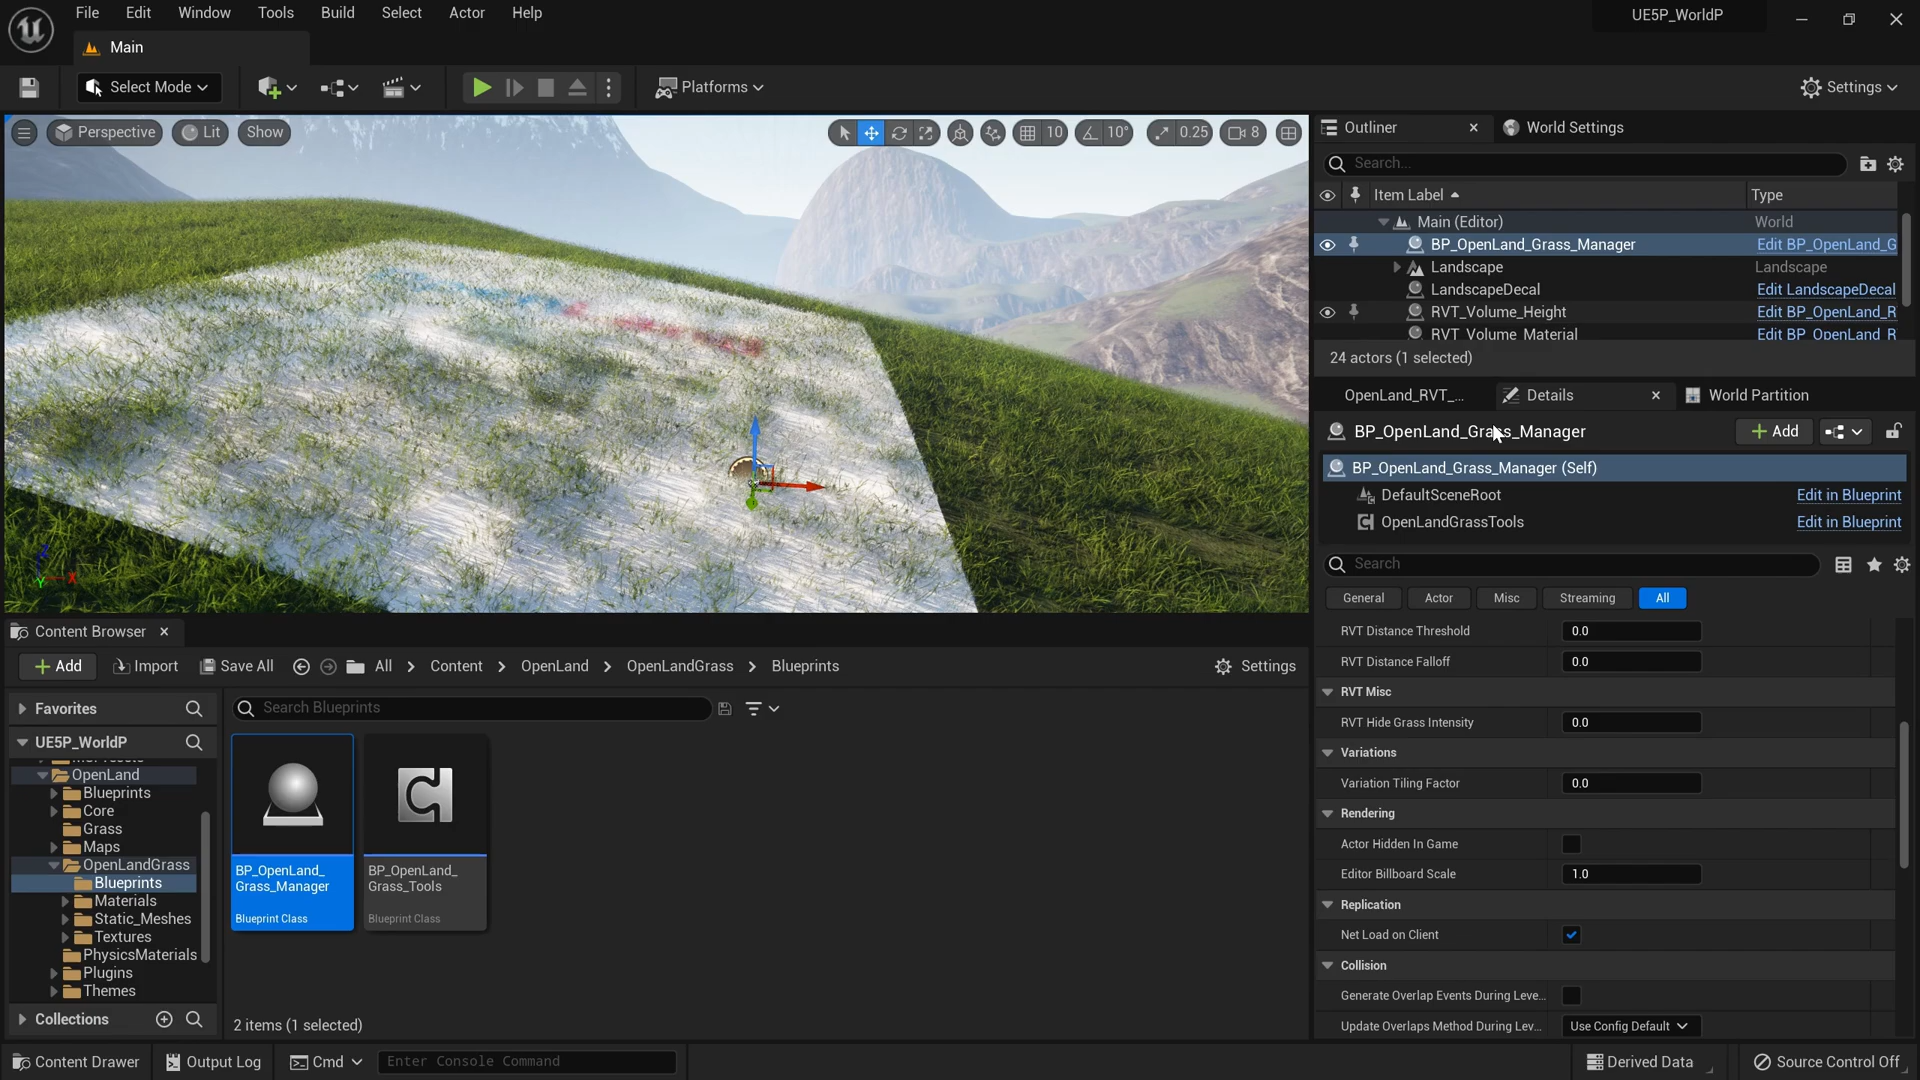 File Edit Window Tools Build Select Actor Help
UE5P_WorldP
Main
Select Mode
Platforms
Settings
Perspective Lit Show
10 10° 0.25 8
Outliner
World Settings
Search...
Item Label Type
Main (Editor) World
BP_OpenLand_Grass_Manager Edit BP_OpenLand_G
Landscape Landscape
LandscapeDecal Edit LandscapeDecal
RVT_Volume_Height Edit BP_OpenLand_R
RVT_Volume_Material Edit BP_OpenLand_R
24 actors (1 selected)
OpenLand_RVT_... Details World Partition
BP_OpenLand_Grass_Manager Add
BP_OpenLand_Grass_Manager (Self)
DefaultSceneRoot Edit in Blueprint
OpenLandGrassTools Edit in Blueprint
Search
General Actor Misc Streaming All
RVT Distance Threshold 0.0
RVT Distance Falloff 0.0
RVT Misc
RVT Hide Grass Intensity 0.0
Variations
Variation Tiling Factor 0.0
Rendering
Actor Hidden In Game
Editor Billboard Scale 1.0
Replication
Net Load on Client
Collision
Generate Overlap Events During Leve...
Update Overlaps Method During Lev... Use Config Default
Z
Y X
Content Browser
Add Import Save All All > Content > OpenLand > OpenLandGrass > Blueprints Settings
Favorites
Search Blueprints
UE5P_WorldP
OpenLand
Blueprints
Core
Grass
Maps
OpenLandGrass
Blueprints
Materials
Static_Meshes
Textures
PhysicsMaterials
Plugins
Themes
Collections
BP_OpenLand_
Grass_Manager
Blueprint Class
BP_OpenLand_
Grass_Tools
Blueprint Class
2 items (1 selected)
Content Drawer Output Log Cmd Enter Console Command Derived Data Source Control Off